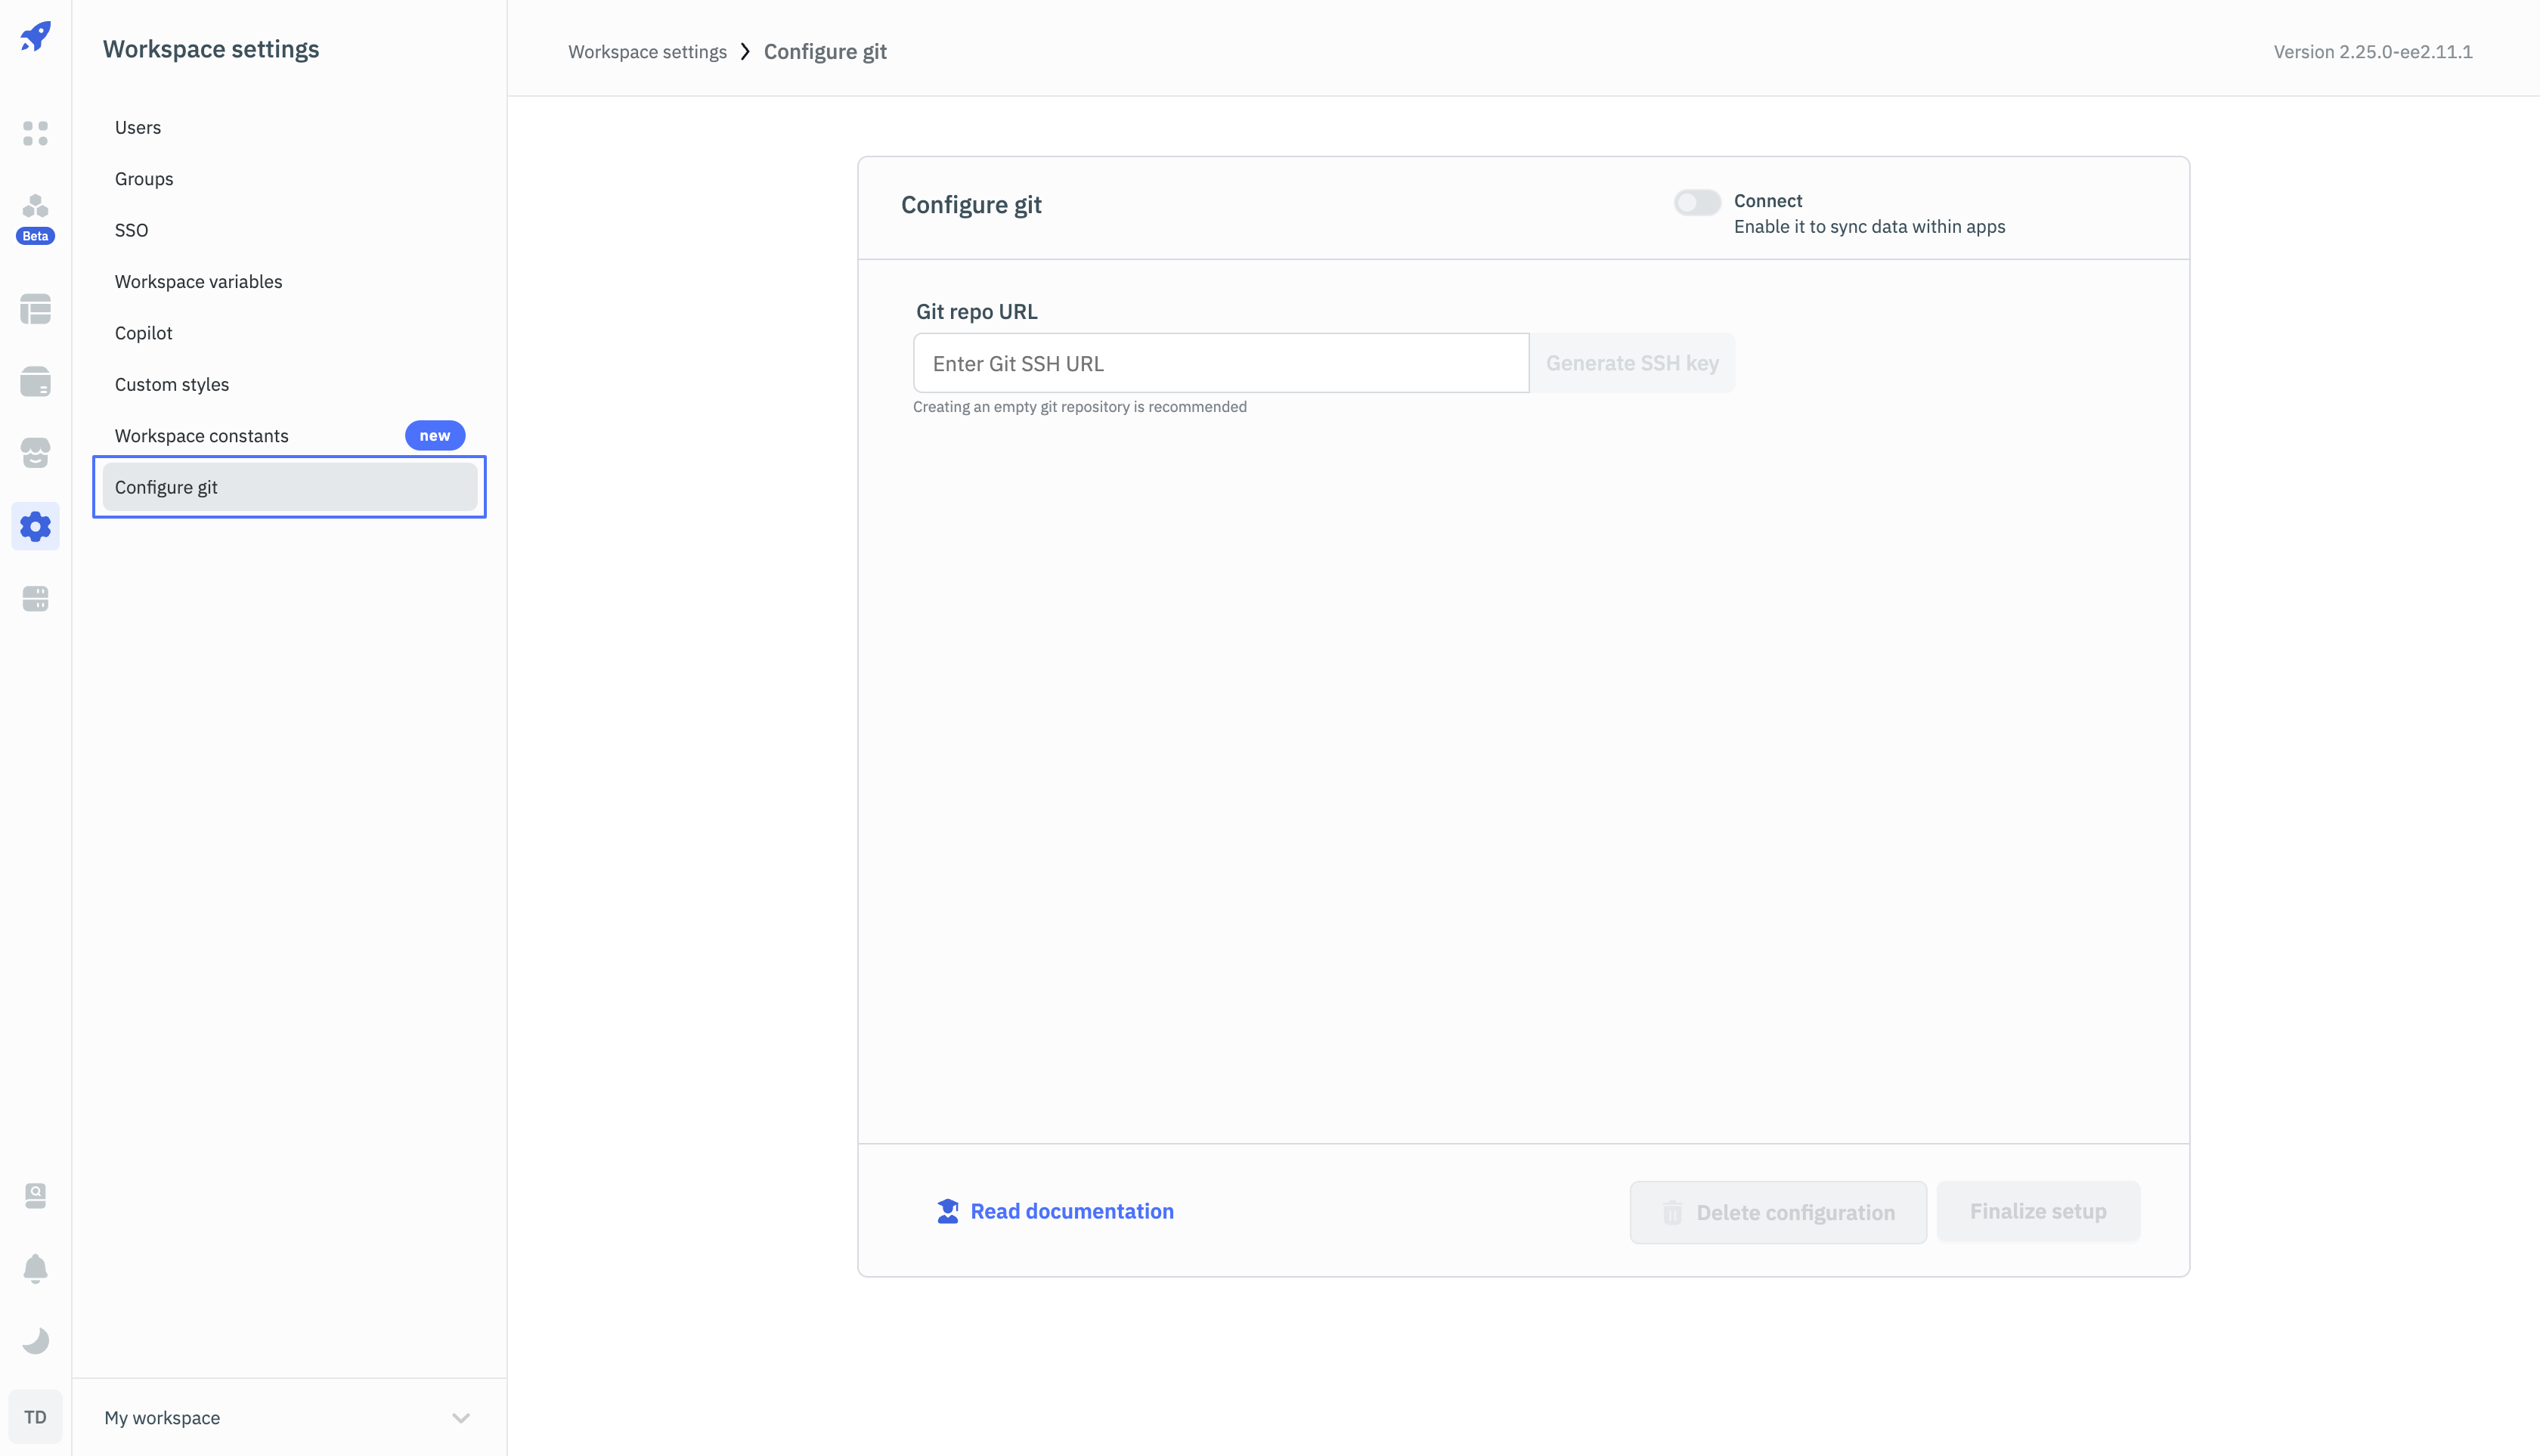 Workspace settings
Beta
Users
Groups
SSO
Workspace variables
Copilot
Custom styles
Workspace constants new
Configure git
TD
My workspace
Workspace settings > Configure git
Version 2.25.0-ee2.11.1
Configure git
Connect
Enable it to sync data within apps
Git repo URL
Enter Git SSH URL
Generate SSH key
Creating an empty git repository is recommended
Read documentation
Delete configuration
Finalize setup